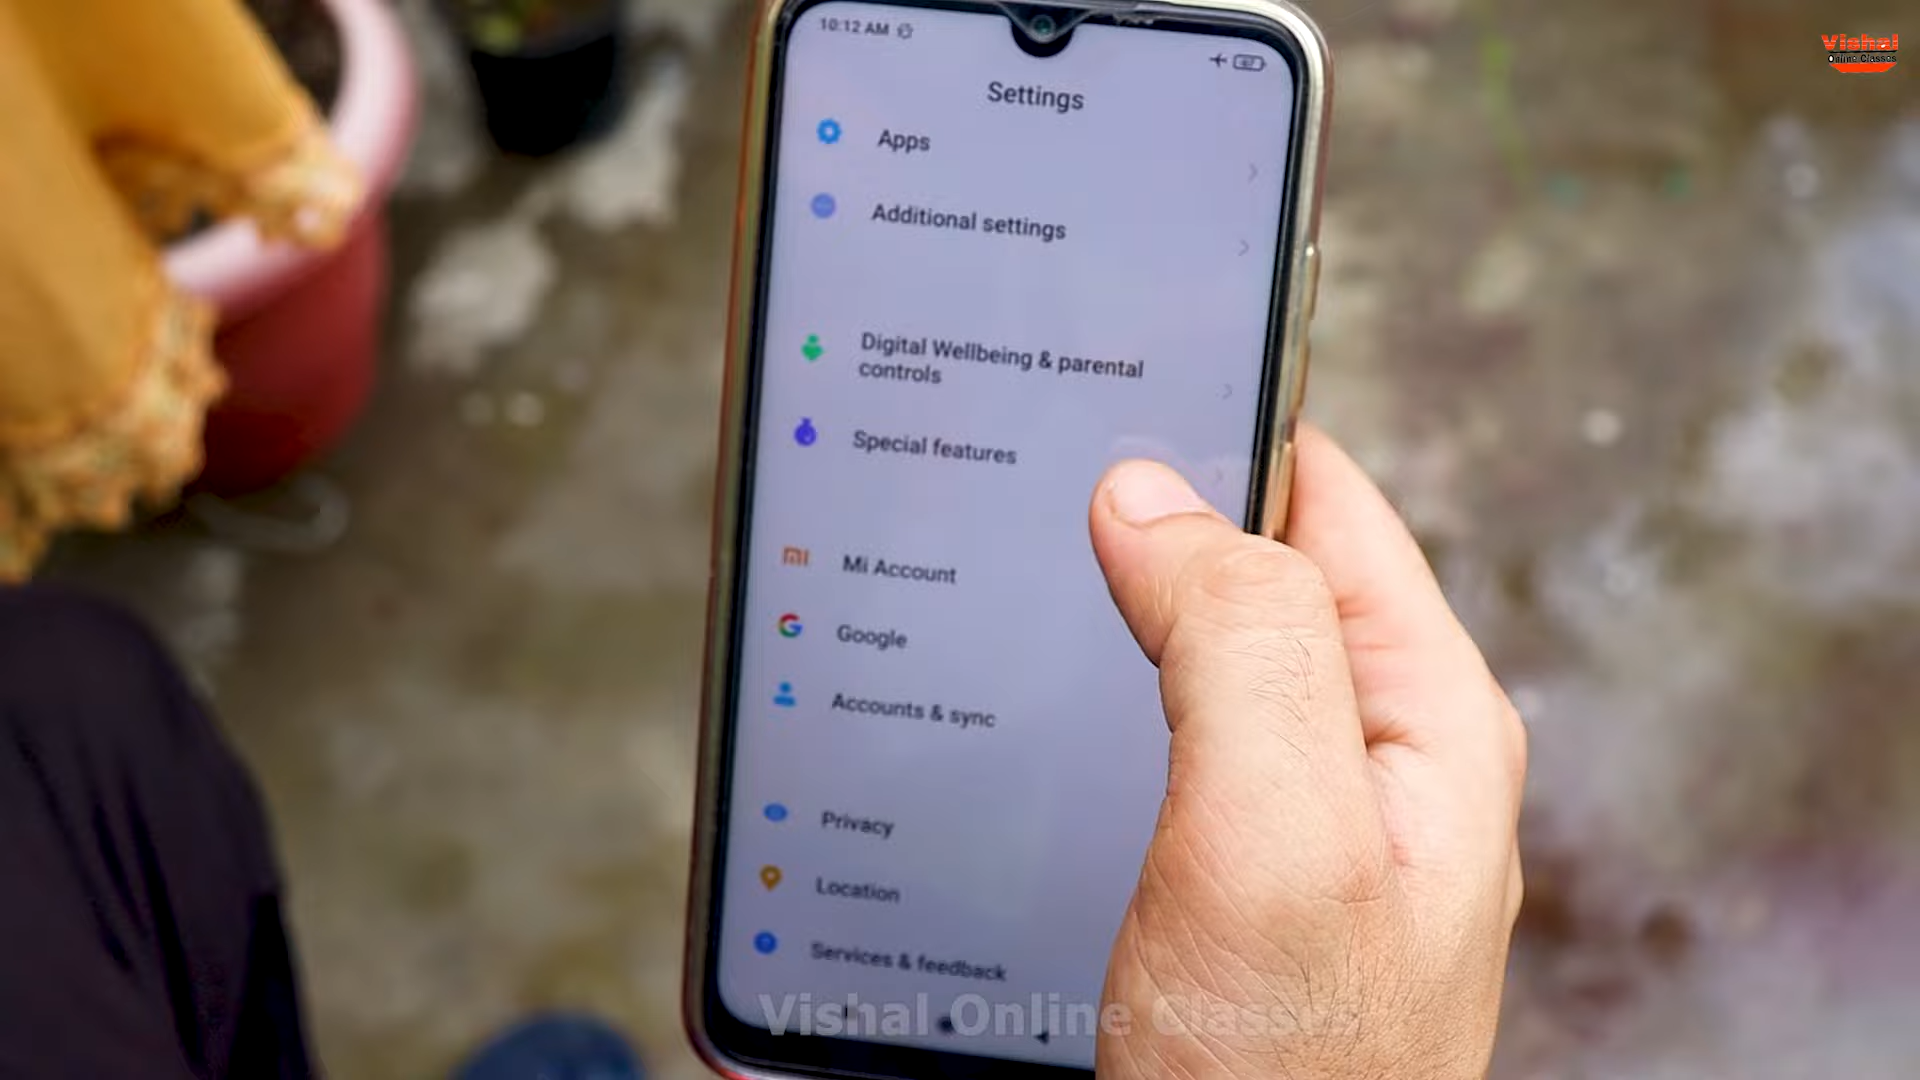 10:12 AM
Settings
Apps
Additional settings
Digital Wellbeing & parental
controls
Special features
Mi Account
Google
Accounts & sync
Privacy
Location
Services & feedback
Vishal Online Classes
Vishal
Online Classes